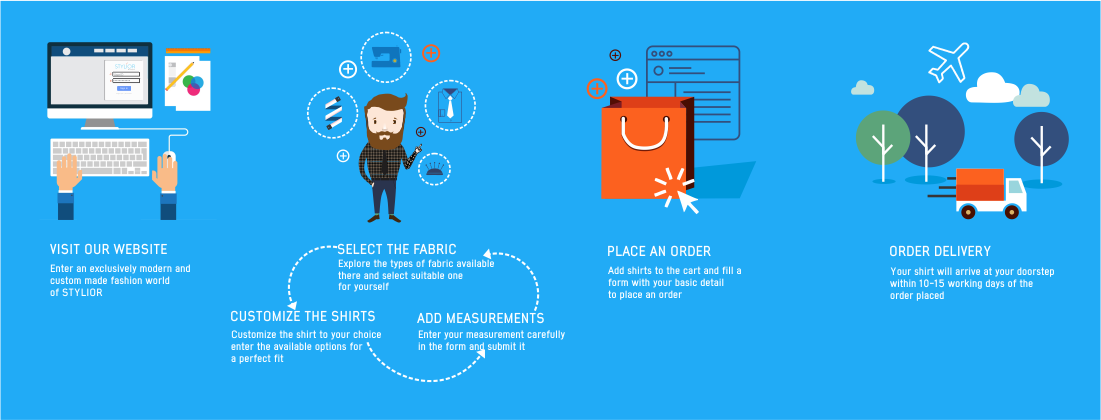 VISIT OUR WEBSITE
Enter an exclusively modern and
custom made fashion world
of STYLIOR
SELECT THE FABRIC
Explore the types of fabric available
there and select suitable one
for yourself
CUSTOMIZE THE SHIRTS
Customize the shirt to your choice
enter the available options for
a perfect fit
ADD MEASUREMENTS
Enter your measurement carefully
in the form and submit it
PLACE AN ORDER
Add shirts to the cart and fill a
form with your basic detail
to place an order
ORDER DELIVERY
Your shirt will arrive at your doorstep
within 10-15 working days of the
order placed